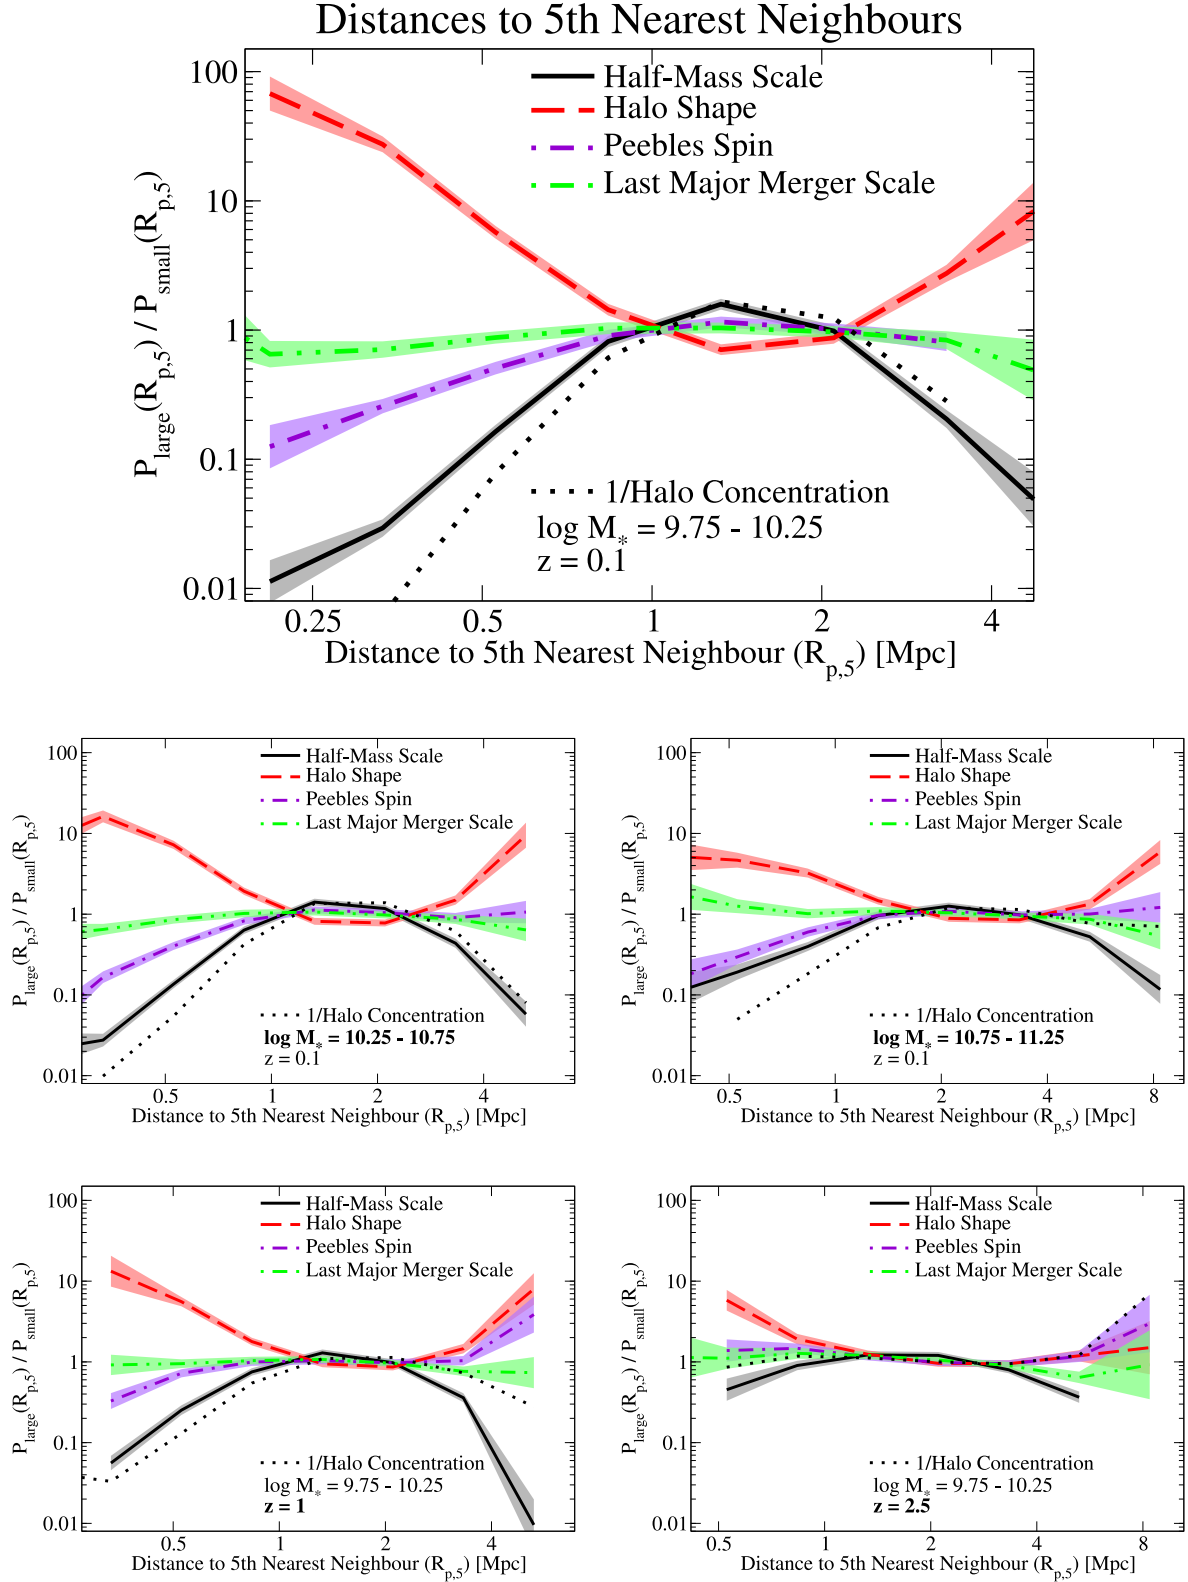 Distances to 5th Nearest Neighbours
100
10
1
0.1
0.01
P_large(R_p,5) / P_small(R_p,5)
Half-Mass Scale
Halo Shape
Peebles Spin
Last Major Merger Scale
1/Halo Concentration
log M_* = 9.75 - 10.25
z = 0.1
0.25 0.5 1 2 4
Distance to 5th Nearest Neighbour (R_p,5) [Mpc]
100
10
1
0.1
0.01
P_large(R_p,5) / P_small(R_p,5)
Half-Mass Scale
Halo Shape
Peebles Spin
Last Major Merger Scale
1/Halo Concentration
log M_* = 10.25 - 10.75
z = 0.1
0.5 1 2 4
Distance to 5th Nearest Neighbour (R_p,5) [Mpc]
100
10
1
0.1
0.01
P_large(R_p,5) / P_small(R_p,5)
Half-Mass Scale
Halo Shape
Peebles Spin
Last Major Merger Scale
1/Halo Concentration
log M_* = 10.75 - 11.25
z = 0.1
0.5 1 2 4 8
Distance to 5th Nearest Neighbour (R_p,5) [Mpc]
100
10
1
0.1
0.01
P_large(R_p,5) / P_small(R_p,5)
Half-Mass Scale
Halo Shape
Peebles Spin
Last Major Merger Scale
1/Halo Concentration
log M_* = 9.75 - 10.25
z = 1
0.5 1 2 4
Distance to 5th Nearest Neighbour (R_p,5) [Mpc]
100
10
1
0.1
0.01
P_large(R_p,5) / P_small(R_p,5)
Half-Mass Scale
Halo Shape
Peebles Spin
Last Major Merger Scale
1/Halo Concentration
log M_* = 9.75 - 10.25
z = 2.5
0.5 1 2 4 8
Distance to 5th Nearest Neighbour (R_p,5) [Mpc]